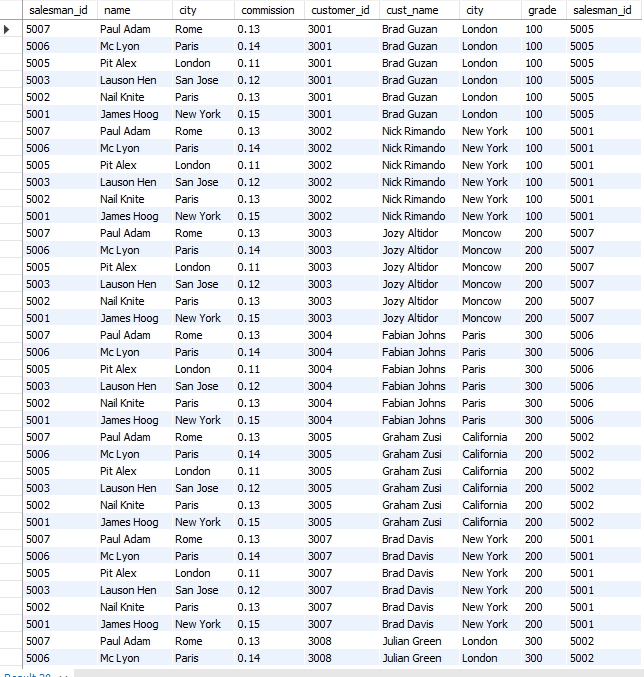 salesman_id name city commission customer_id cust_name city grade salesman_id
5007 Paul Adam Rome 0.13 3001 Brad Guzan London 100 5005
5006 Mc Lyon Paris 0.14 3001 Brad Guzan London 100 5005
5005 Pit Alex London 0.11 3001 Brad Guzan London 100 5005
5003 Lauson Hen San Jose 0.12 3001 Brad Guzan London 100 5005
5002 Nail Knite Paris 0.13 3001 Brad Guzan London 100 5005
5001 James Hoog New York 0.15 3001 Brad Guzan London 100 5005
5007 Paul Adam Rome 0.13 3002 Nick Rimando New York 100 5001
5006 Mc Lyon Paris 0.14 3002 Nick Rimando New York 100 5001
5005 Pit Alex London 0.11 3002 Nick Rimando New York 100 5001
5003 Lauson Hen San Jose 0.12 3002 Nick Rimando New York 100 5001
5002 Nail Knite Paris 0.13 3002 Nick Rimando New York 100 5001
5001 James Hoog New York 0.15 3002 Nick Rimando New York 100 5001
5007 Paul Adam Rome 0.13 3003 Jozy Altidor Moncow 200 5007
5006 Mc Lyon Paris 0.14 3003 Jozy Altidor Moncow 200 5007
5005 Pit Alex London 0.11 3003 Jozy Altidor Moncow 200 5007
5003 Lauson Hen San Jose 0.12 3003 Jozy Altidor Moncow 200 5007
5002 Nail Knite Paris 0.13 3003 Jozy Altidor Moncow 200 5007
5001 James Hoog New York 0.15 3003 Jozy Altidor Moncow 200 5007
5007 Paul Adam Rome 0.13 3004 Fabian Johns Paris 300 5006
5006 Mc Lyon Paris 0.14 3004 Fabian Johns Paris 300 5006
5005 Pit Alex London 0.11 3004 Fabian Johns Paris 300 5006
5003 Lauson Hen San Jose 0.12 3004 Fabian Johns Paris 300 5006
5002 Nail Knite Paris 0.13 3004 Fabian Johns Paris 300 5006
5001 James Hoog New York 0.15 3004 Fabian Johns Paris 300 5006
5007 Paul Adam Rome 0.13 3005 Graham Zusi California 200 5002
5006 Mc Lyon Paris 0.14 3005 Graham Zusi California 200 5002
5005 Pit Alex London 0.11 3005 Graham Zusi California 200 5002
5003 Lauson Hen San Jose 0.12 3005 Graham Zusi California 200 5002
5002 Nail Knite Paris 0.13 3005 Graham Zusi California 200 5002
5001 James Hoog New York 0.15 3005 Graham Zusi California 200 5002
5007 Paul Adam Rome 0.13 3007 Brad Davis New York 200 5001
5006 Mc Lyon Paris 0.14 3007 Brad Davis New York 200 5001
5005 Pit Alex London 0.11 3007 Brad Davis New York 200 5001
5003 Lauson Hen San Jose 0.12 3007 Brad Davis New York 200 5001
5002 Nail Knite Paris 0.13 3007 Brad Davis New York 200 5001
5001 James Hoog New York 0.15 3007 Brad Davis New York 200 5001
5007 Paul Adam Rome 0.13 3008 Julian Green London 300 5002
5006 Mc Lyon Paris 0.14 3008 Julian Green London 300 5002